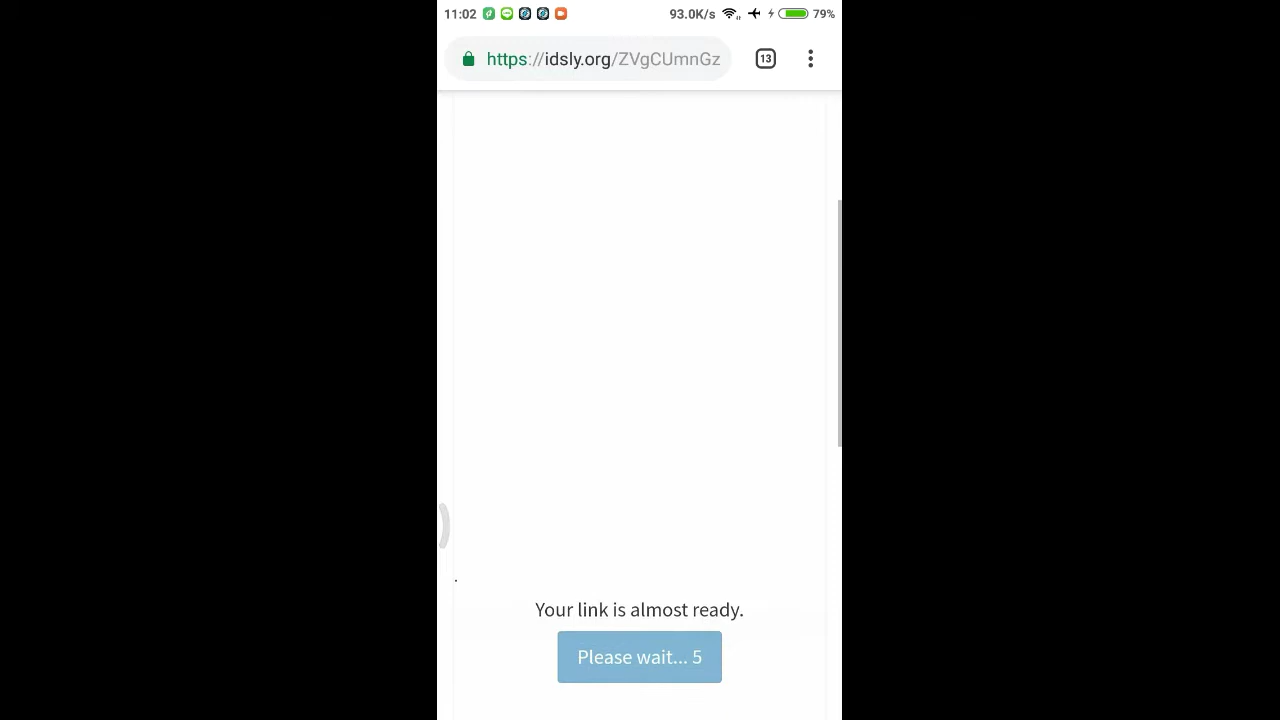 11:02 93.0K/s 79%
https://idsly.org/ZVgCUmnGz 13
Your link is almost ready.
Please wait... 5